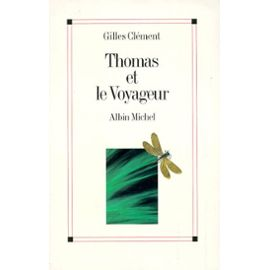 Gilles Clément
Thomas
et
le Voyageur
Albin Michel